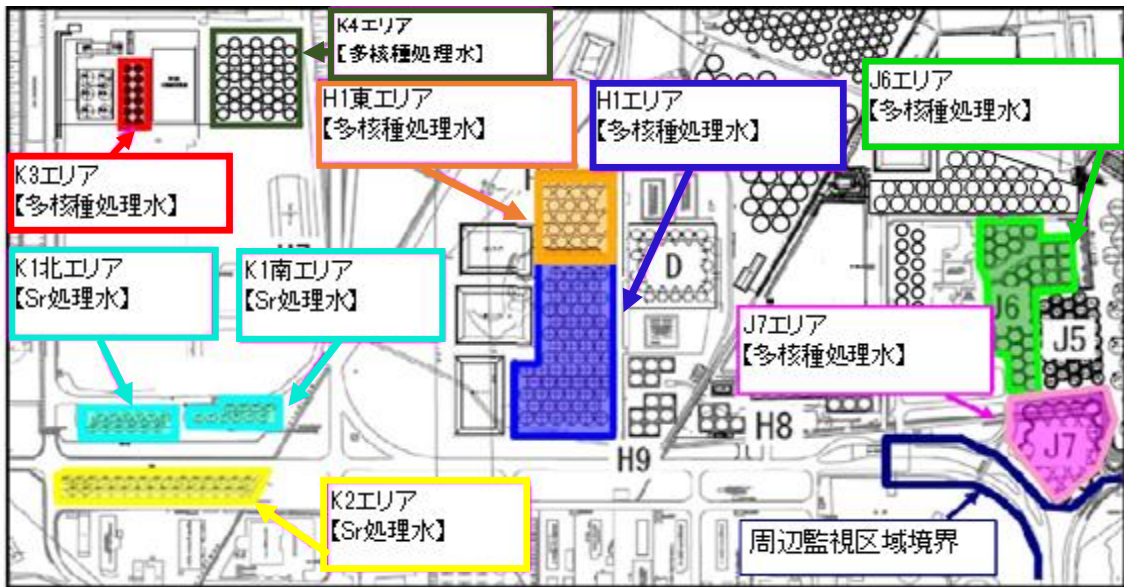 K4エリア
【多核種処理水】
H1東エリア
【多核種処理水】
H1エリア
【多核種処理水】
J6エリア
【多核種処理水】
K3エリア
【多核種処理水】
K1北エリア
【Sr処理水】
K1南エリア
【Sr処理水】
D
J7エリア
【多核種処理水】
J6
J5
H8
J7
H9
K2エリア
【Sr処理水】
周辺監視区域境界